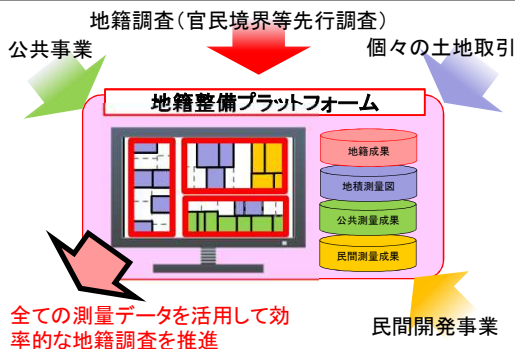 地籍調査(官民境界等先行調査)
公共事業
個々の土地取引
地籍整備プラットフォーム
地籍成果
地積測量図
公共測量成果
民間測量成果
全ての測量データを活用して効
率的な地籍調査を推進
民間開発事業